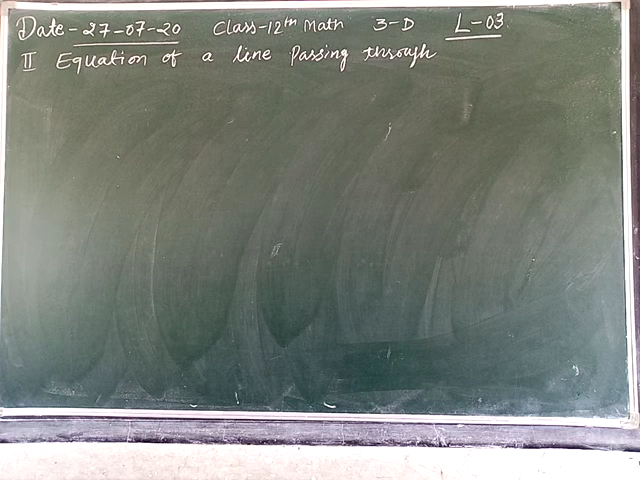 Date - 27-07-20 Class-12th Math 3-D L-03
II Equation of a line Passing through